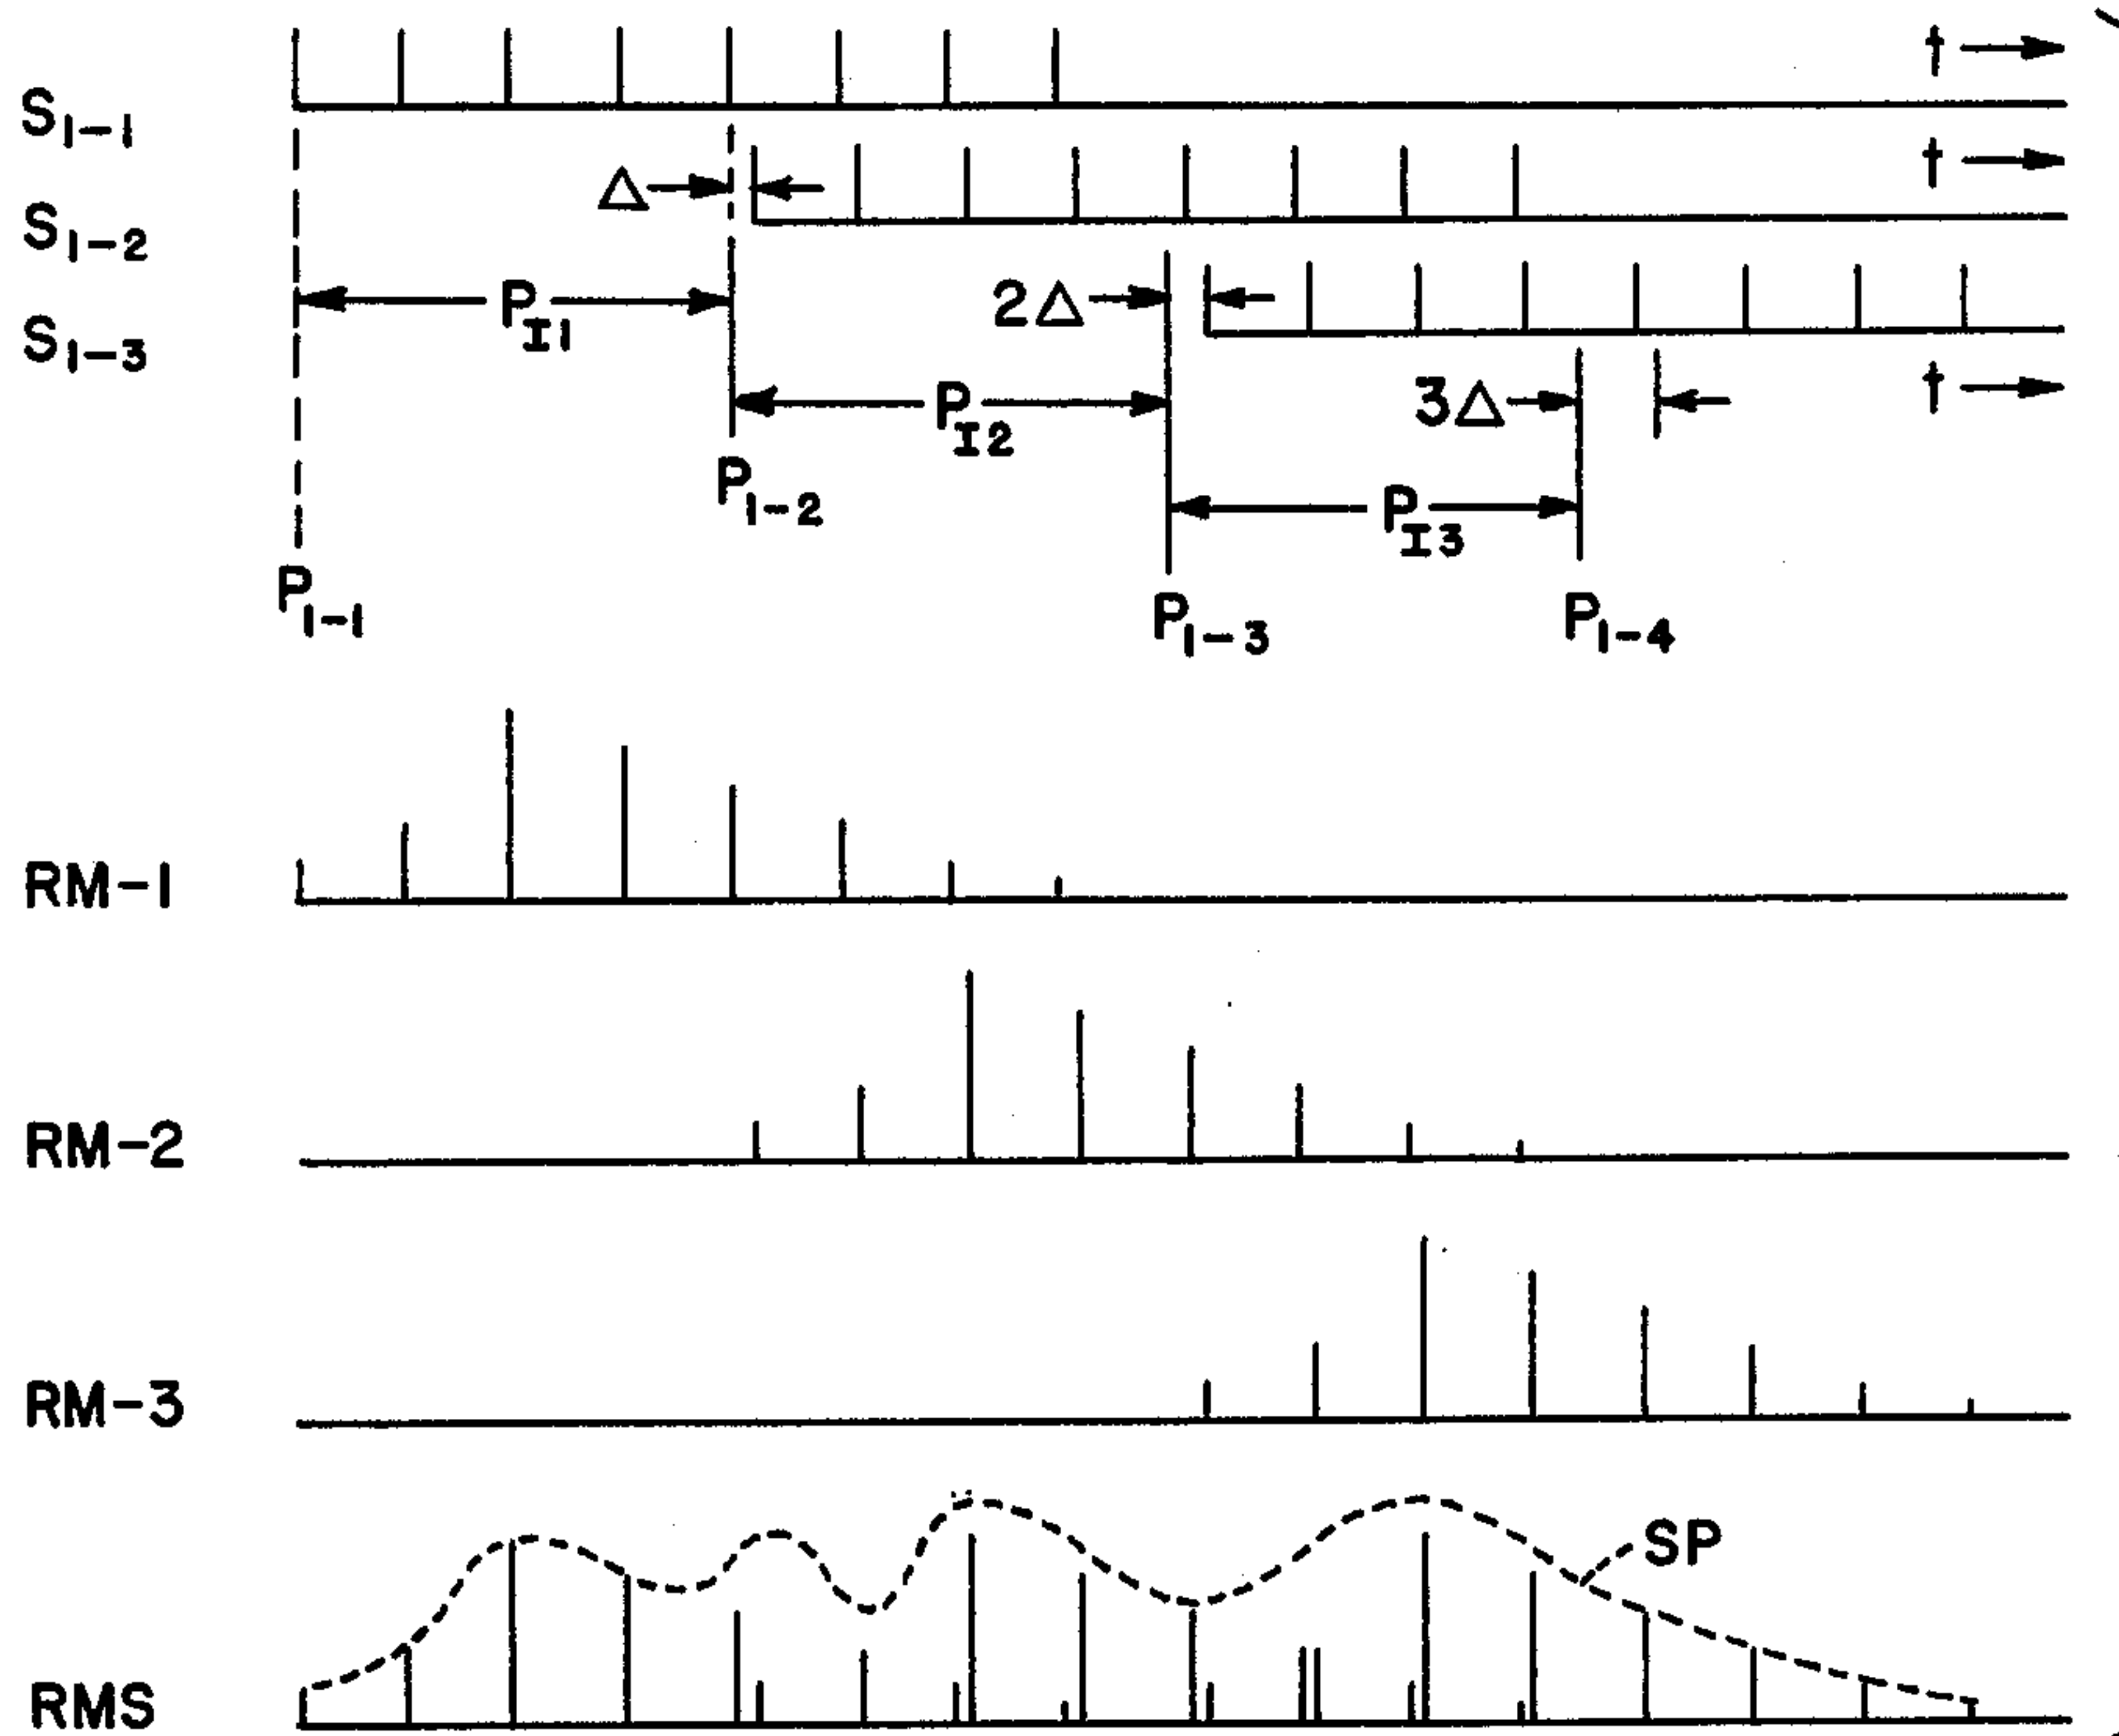 S1-1 t
Δ t
S1-2
PI1 2Δ
S1-3
PI2 3Δ t
P1-2 PI3
P1-1 P1-3 P1-4
RM-1
RM-2
RM-3
SP
RMS